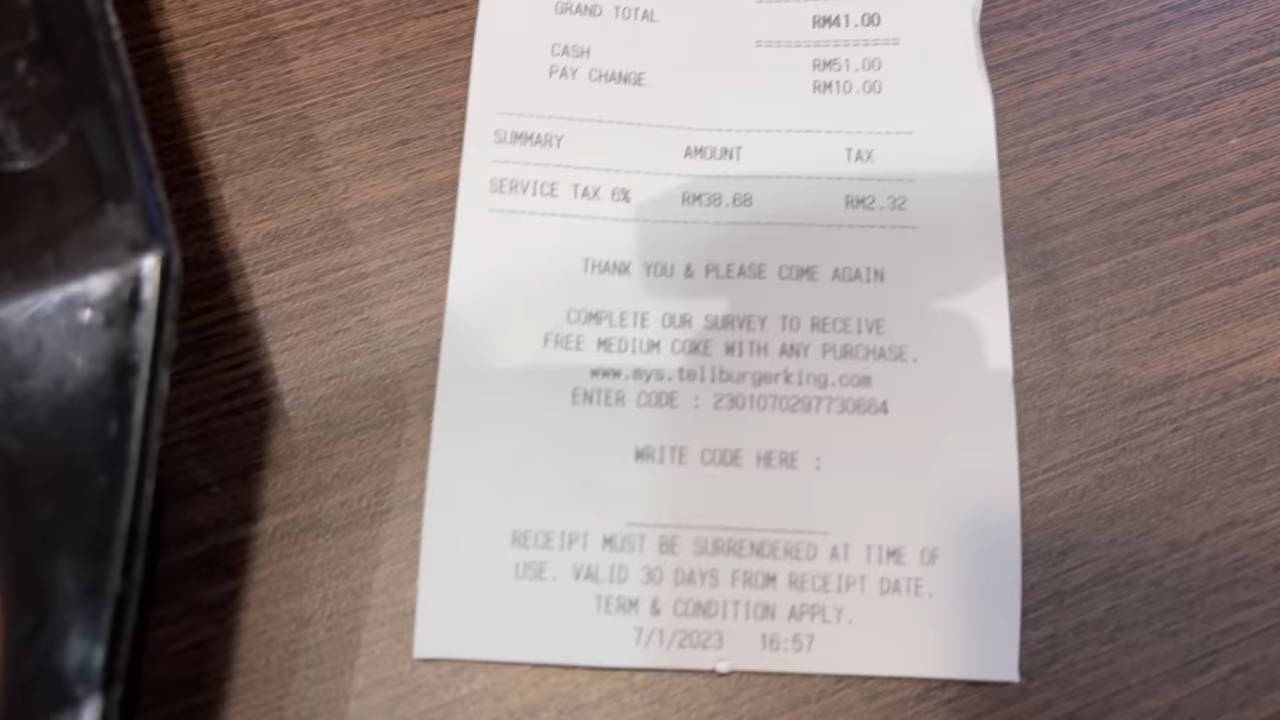 GRAND TOTAL RM41.00
CASH RM51.00
PAY CHANGE RM10.00
SUMMARY AMOUNT TAX
SERVICE TAX 6% RM38.68 RM2.32
THANK YOU & PLEASE COME AGAIN
COMPLETE OUR SURVEY TO RECEIVE
FREE MEDIUM COKE WITH ANY PURCHASE.
www.mys.tellburgerking.com
ENTER CODE : 2301070297730664
WRITE CODE HERE :
RECEIPT MUST BE SURRENDERED AT TIME OF
USE. VALID 30 DAYS FROM RECEIPT DATE.
TERM & CONDITION APPLY.
7/1/2023 16:57